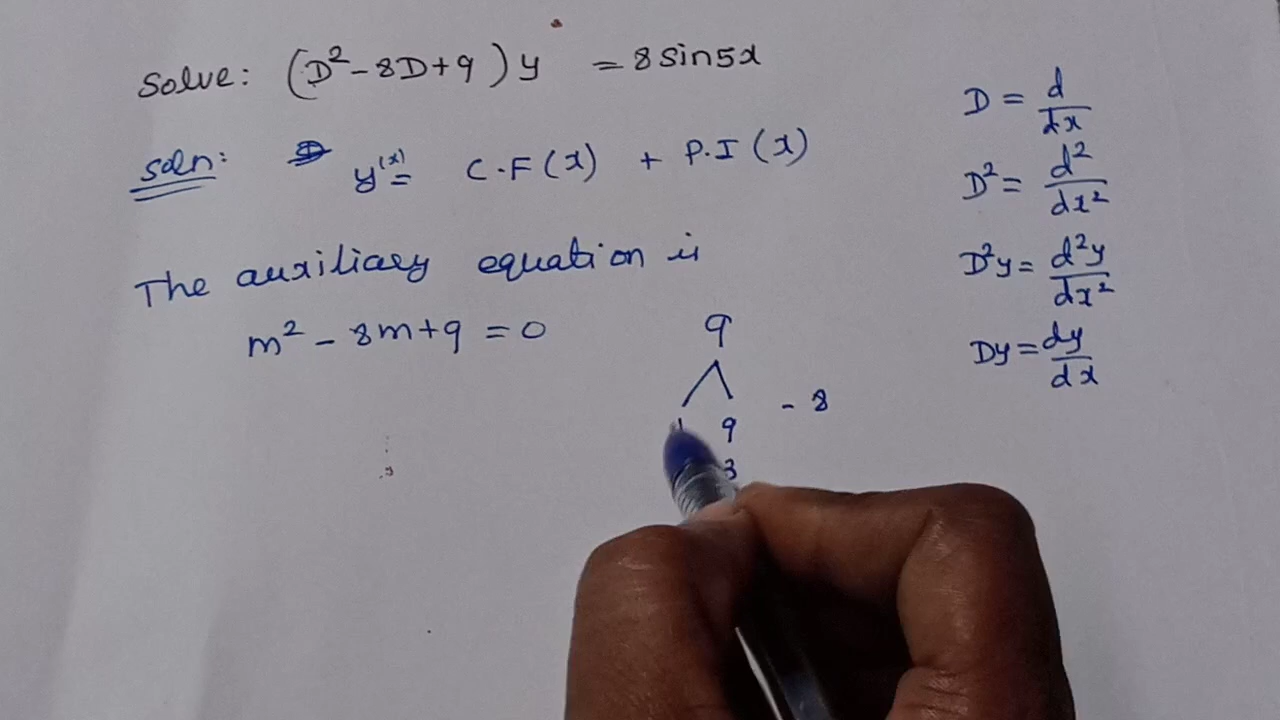 Solve: (D² - 8D + 9) y = 8 sin5x
Soln: y(x) = C.F (x) + P.I (x)
The auxiliary equation is
m² - 8m + 9 = 0
9
- 8
9
3
D = d/dx
D² = d²/dx²
D²y = d²y/dx²
Dy = dy/dx